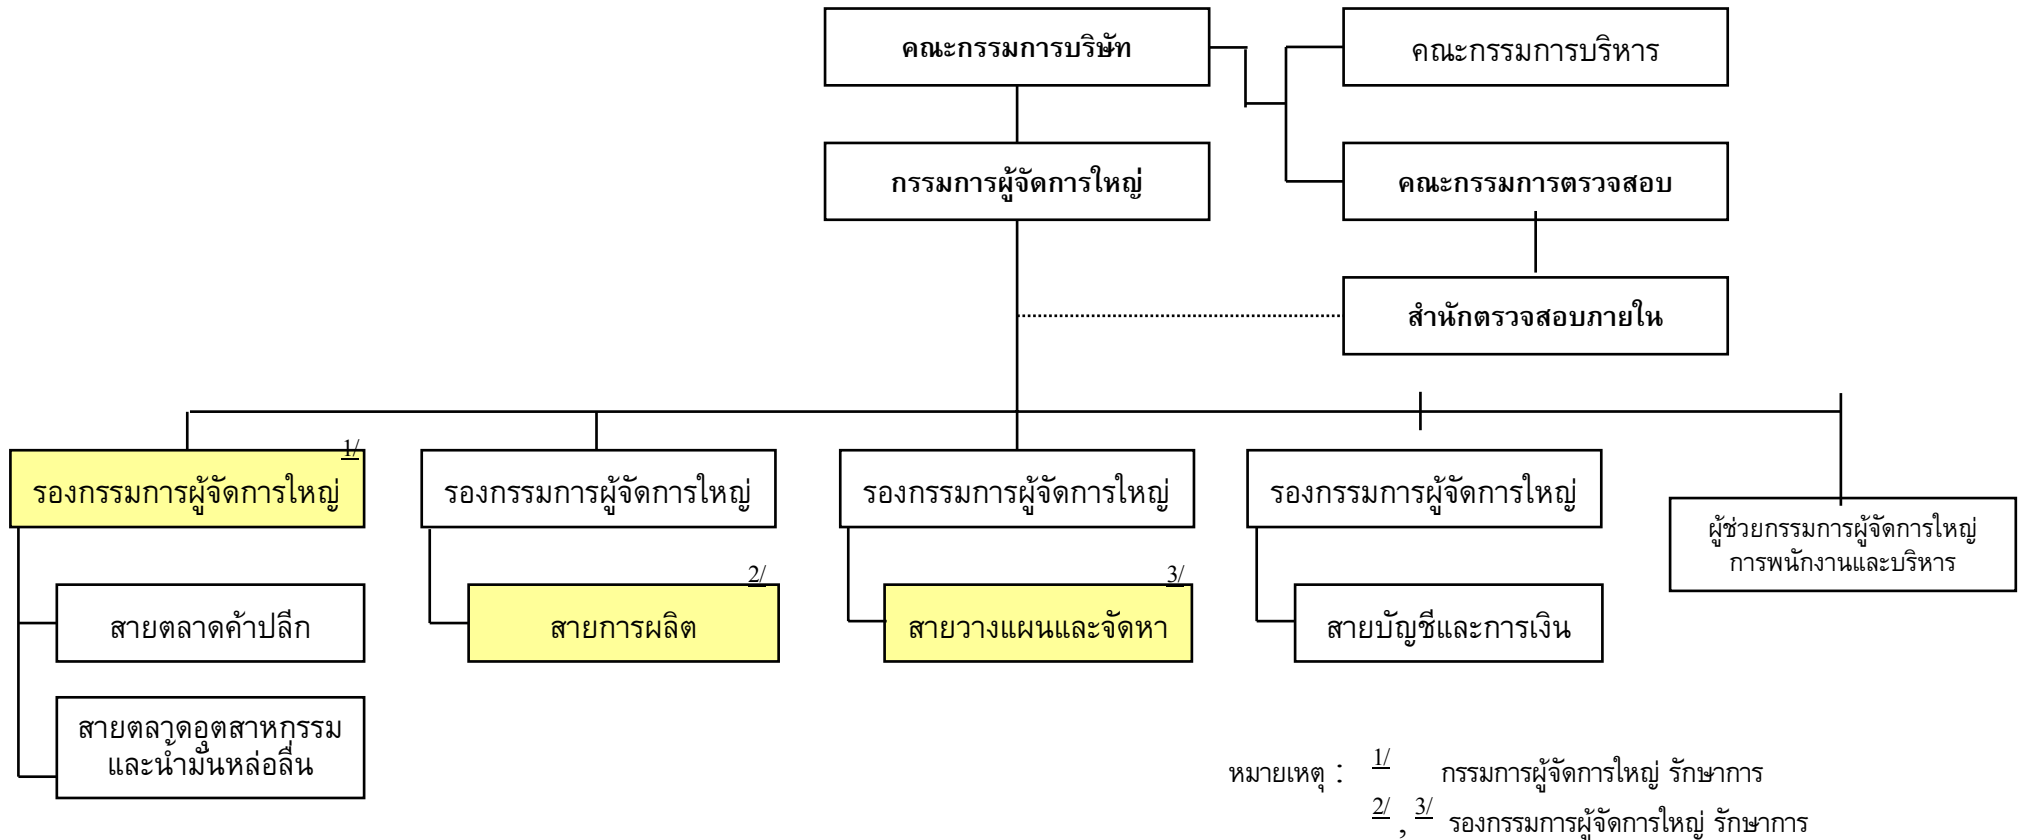 คณะกรรมการบริษัท
คณะกรรมการบริหาร
กรรมการผู้จัดการใหญ่
คณะกรรมการตรวจสอบ
สำนักตรวจสอบภายใน
1/
รองกรรมการผู้จัดการใหญ่
รองกรรมการผู้จัดการใหญ่
รองกรรมการผู้จัดการใหญ่
รองกรรมการผู้จัดการใหญ่
ผู้ช่วยกรรมการผู้จัดการใหญ่
การพนักงานและบริหาร
2/
3/
สายตลาดค้าปลีก
สายการผลิต
สายวางแผนและจัดหา
สายบัญชีและการเงิน
สายตลาดอุตสาหกรรม
และน้ำมันหล่อลื่น
หมายเหตุ : 1/ กรรมการผู้จัดการใหญ่ รักษาการ
2/ , 3/ รองกรรมการผู้จัดการใหญ่ รักษาการ